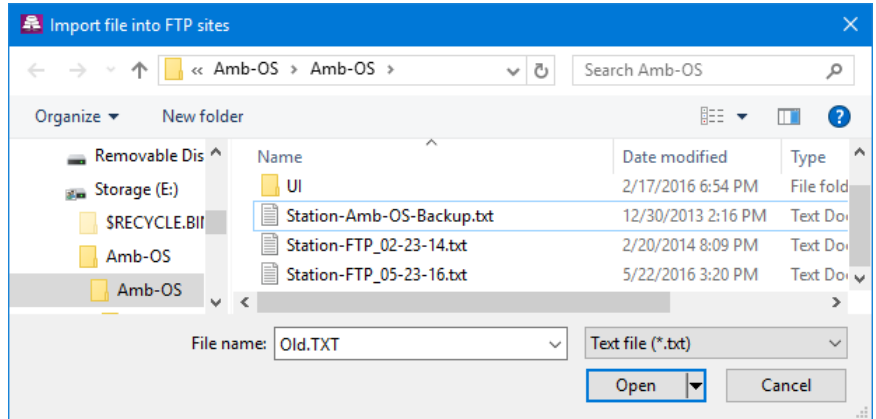 Import file into FTP sites
« Amb-OS > Amb-OS >
Search Amb-OS
Organize
New folder
?
Removable Dis
Storage (E:)
$RECYCLE.BI
Amb-OS
Amb-OS
Name Date modified Type
UI 2/17/2016 6:54 PM File fold
Station-Amb-OS-Backup.txt 12/30/2013 2:16 PM Text Do
Station-FTP_02-23-14.txt 2/20/2014 8:09 PM Text Do
Station-FTP_05-23-16.txt 5/22/2016 3:20 PM Text Do
File name: Old.TXT Text file (*.txt)
Open Cancel